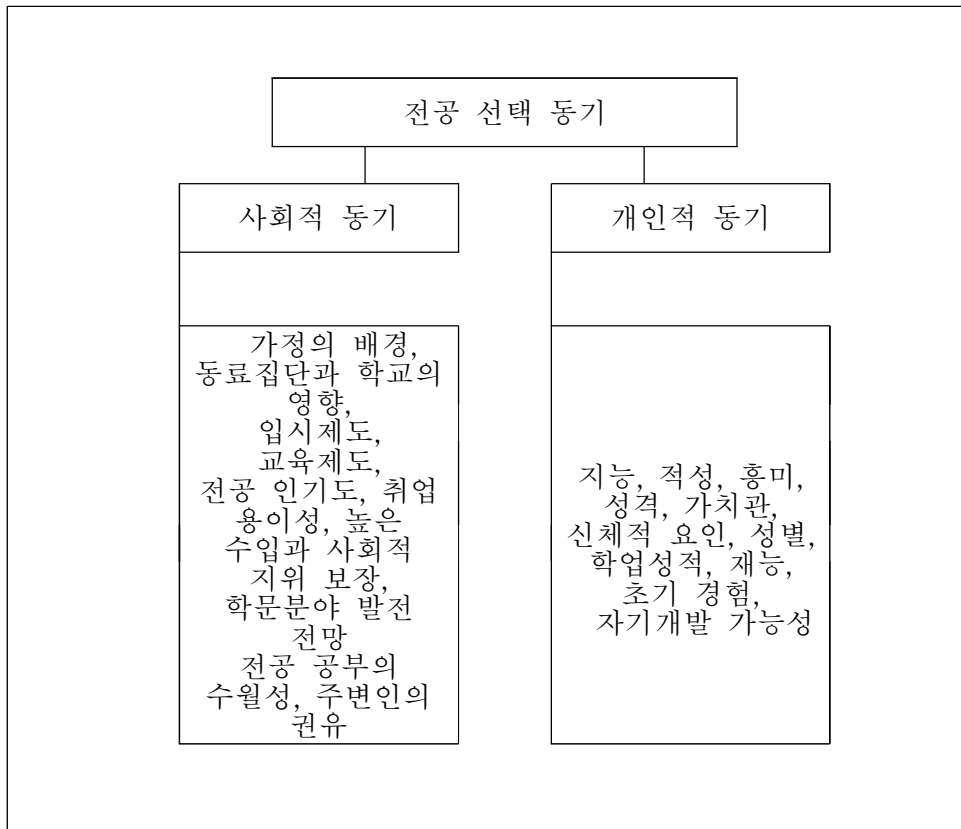 전공 선택 동기
사회적 동기
가정의 배경,
동료집단과 학교의
영향,
입시제도,
교육제도,
전공 인기도, 취업
용이성, 높은
수입과 사회적
지위 보장,
학문분야 발전
전망
전공 공부의
수월성, 주변인의
권유
개인적 동기
지능, 적성, 흥미,
성격, 가치관,
신체적 요인, 성별,
학업성적, 재능,
초기 경험,
자기개발 가능성